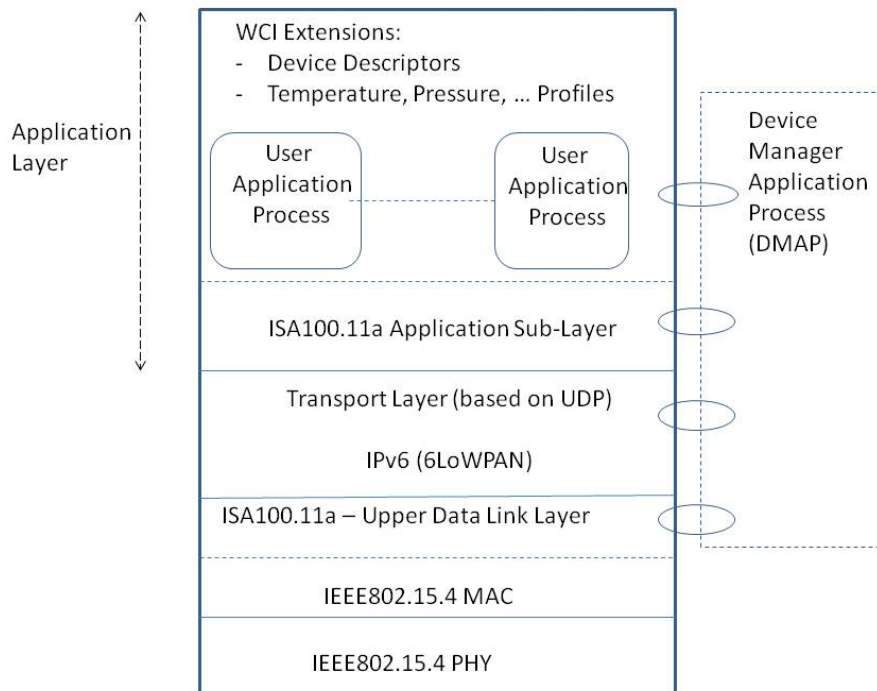 WCI Extensions:
- Device Descriptors
- Temperature, Pressure, ... Profiles
Application
Layer
User
Application
Process
User
Application
Process
Device
Manager
Application
Process
(DMAP)
ISA100.11a Application Sub-Layer
Transport Layer (based on UDP)
IPv6 (6LoWPAN)
ISA100.11a – Upper Data Link Layer
IEEE802.15.4 MAC
IEEE802.15.4 PHY